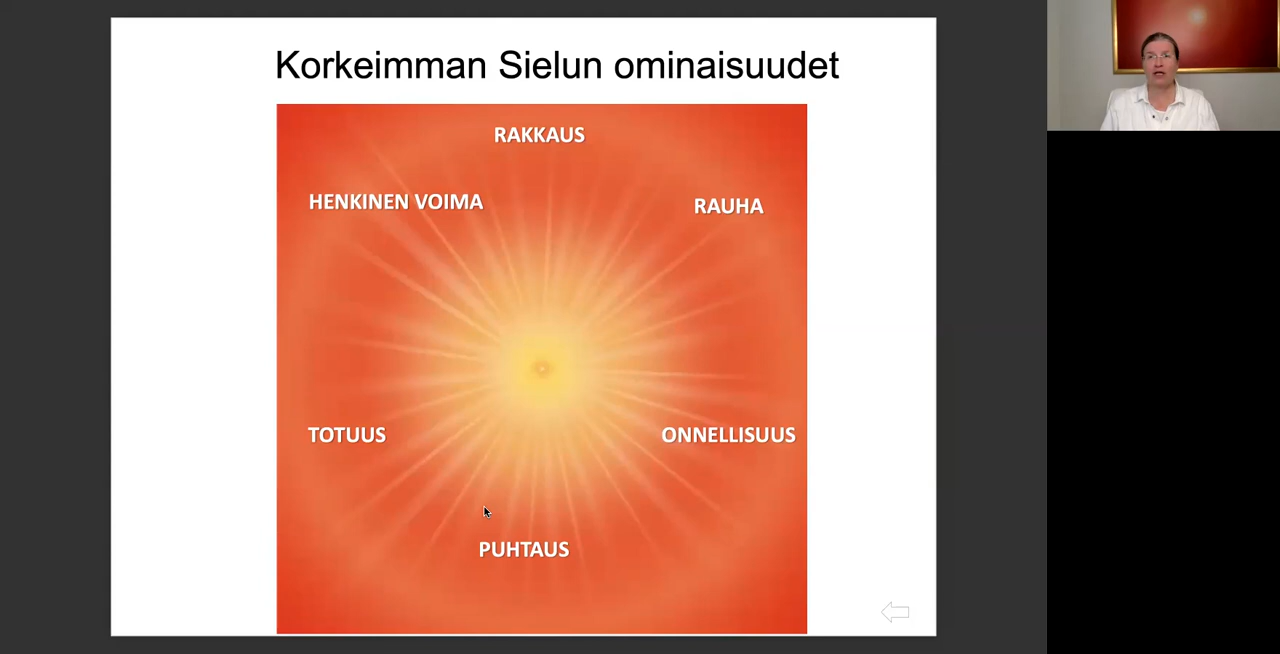 Korkeimman Sielun ominaisuudet
RAKKAUS
HENKINEN VOIMA
RAUHA
TOTUUS
ONNELLISUUS
PUHTAUS